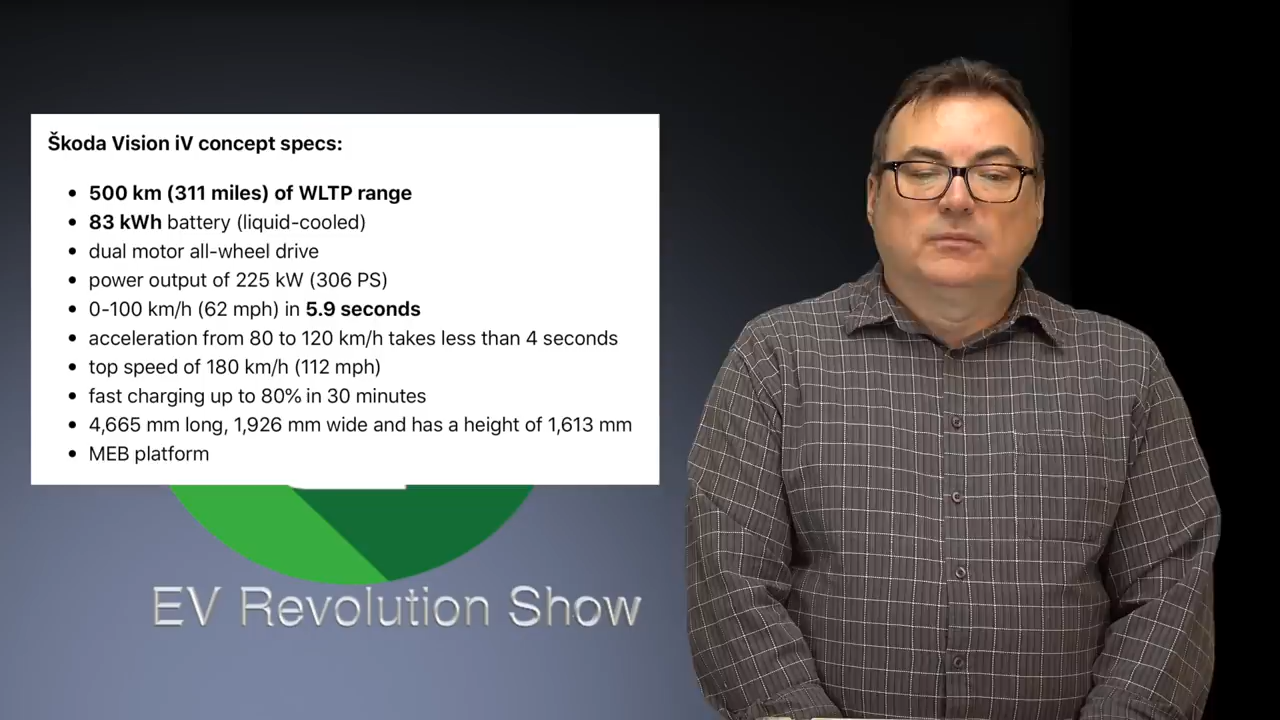 Škoda Vision iV concept specs:
500 km (311 miles) of WLTP range
83 kWh battery (liquid-cooled)
dual motor all-wheel drive
power output of 225 kW (306 PS)
0-100 km/h (62 mph) in 5.9 seconds
acceleration from 80 to 120 km/h takes less than 4 seconds
top speed of 180 km/h (112 mph)
fast charging up to 80% in 30 minutes
4,665 mm long, 1,926 mm wide and has a height of 1,613 mm
MEB platform
EV Revolution Show